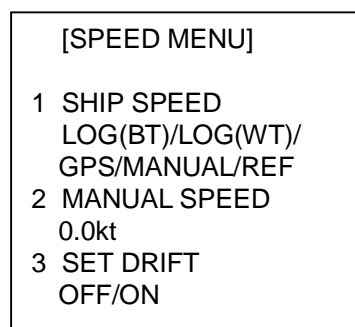 [SPEED MENU]
1 SHIP SPEED
LOG(BT)/LOG(WT)/
GPS/MANUAL/REF
2 MANUAL SPEED
0.0kt
3 SET DRIFT
OFF/ON